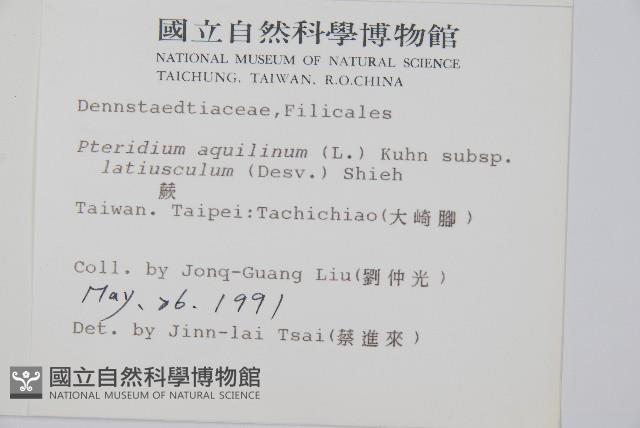 國立自然科學博物館
NATIONAL MUSEUM OF NATURAL SCIENCE
TAICHUNG, TAIWAN, R.O.CHINA
Dennstaedtiaceae,Filicales
Pteridium aquilinum (L.) Kuhn subsp.
latiusculum (Desv.) Shieh
蕨
Taiwan. Taipei:Tachichiao(大崎腳)
Coll. by Jonq-Guang Liu(劉仲光)
May, 26. 1991
Det. by Jinn-lai Tsai(蔡進來)
國立自然科學博物館
NATIONAL MUSEUM OF NATURAL SCIENCE